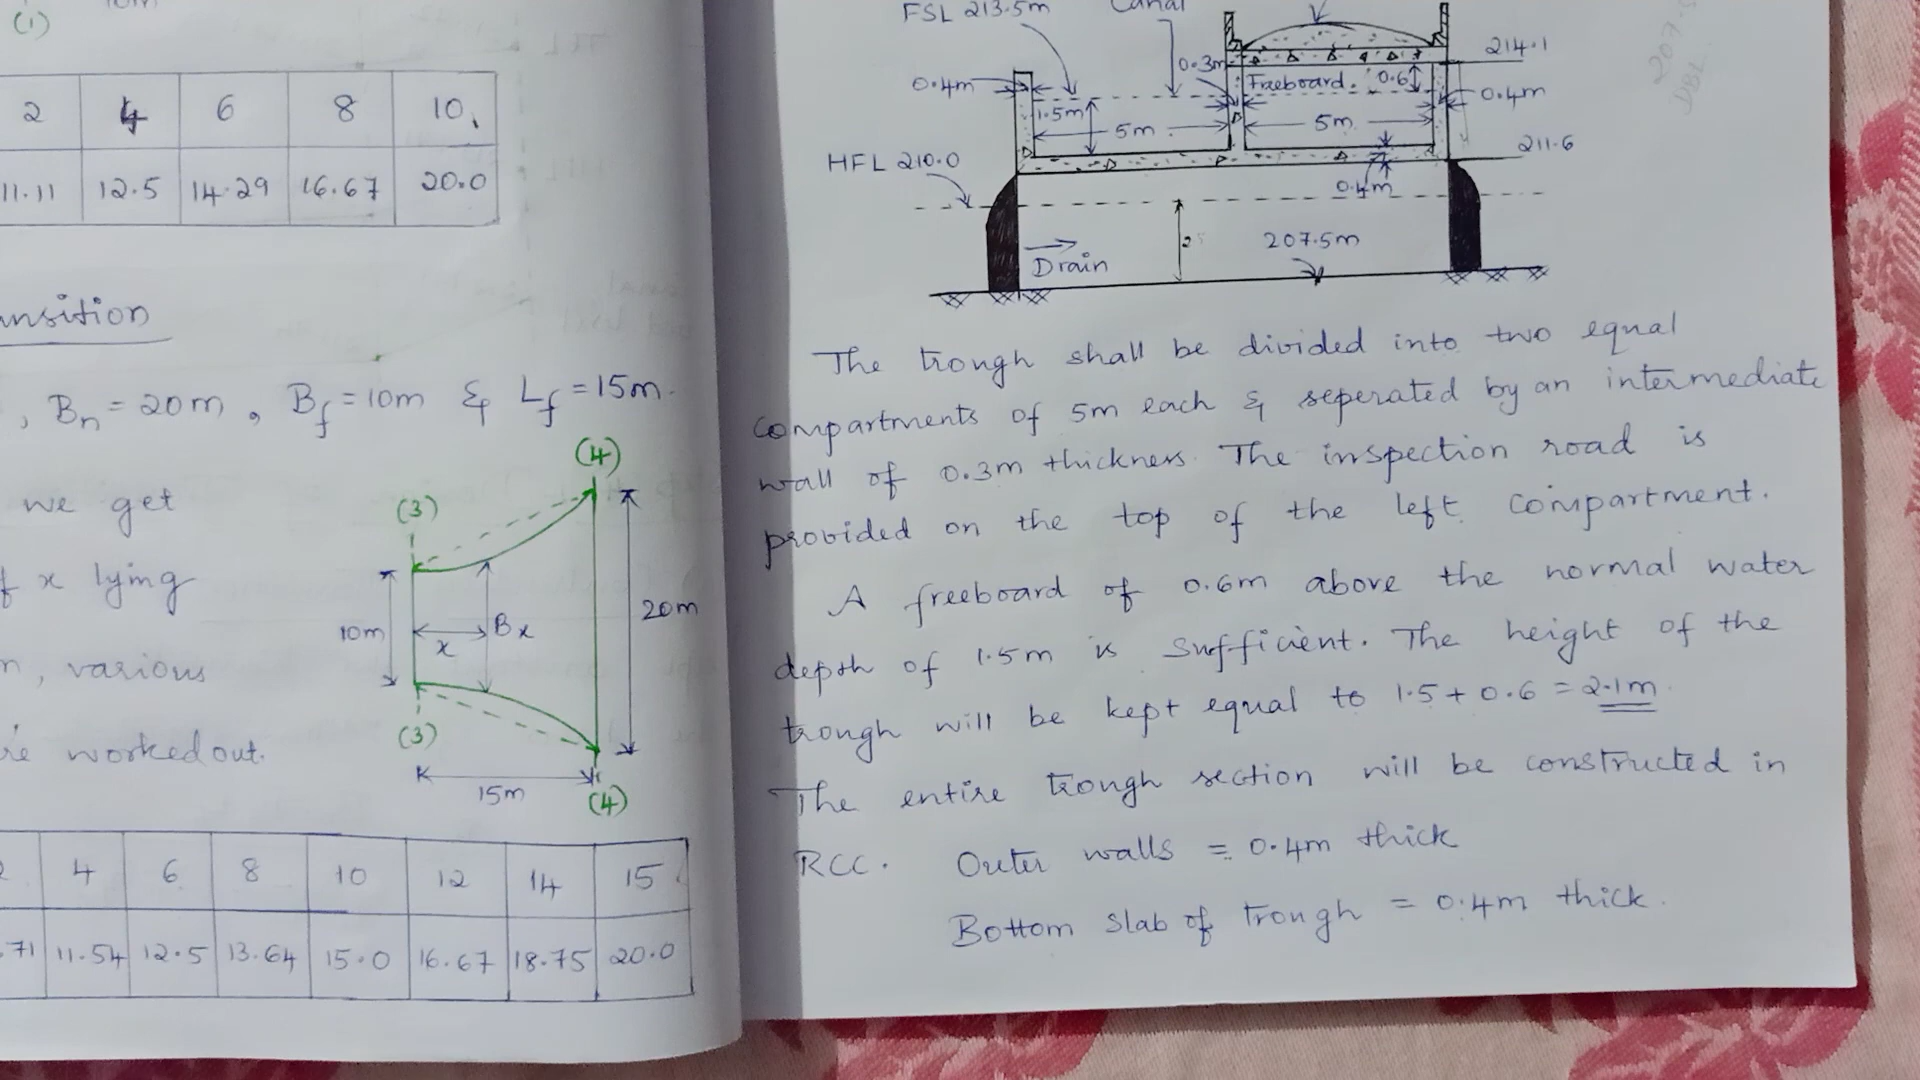 (1)
2 4 6 8 10
11.11 12.5 14.29 16.67 20.0
, Bn = 20m , Bf = 10m & Lf = 15m.
we get
x lying
, various
worked out.
(4)
(3)
20m
10m
Bx
x
(3)
15m
(4)
4 6 8 10 12 14 15
.71 11.54 12.5 13.64 15.0 16.67 18.75 20.0
FSL 213.5m
Canal
214.1
0.3m
Freeboard. 0.6
0.4m
0.4m
1.5m
5m
5m
211.6
HFL 210.0
0.4m
207.5m
Drain
The trough shall be divided into two equal
compartments of 5m each & seperated by an intermediate
wall of 0.3m thickness. The inspection road is
provided on the top of the left compartment.
A freeboard of 0.6m above the normal water
depth of 1.5m is sufficient. The height of the
trough will be kept equal to 1.5 + 0.6 = 2.1m.
The entire trough section will be constructed in
RCC. Outer walls = 0.4m thick
Bottom slab of trough = 0.4m thick.